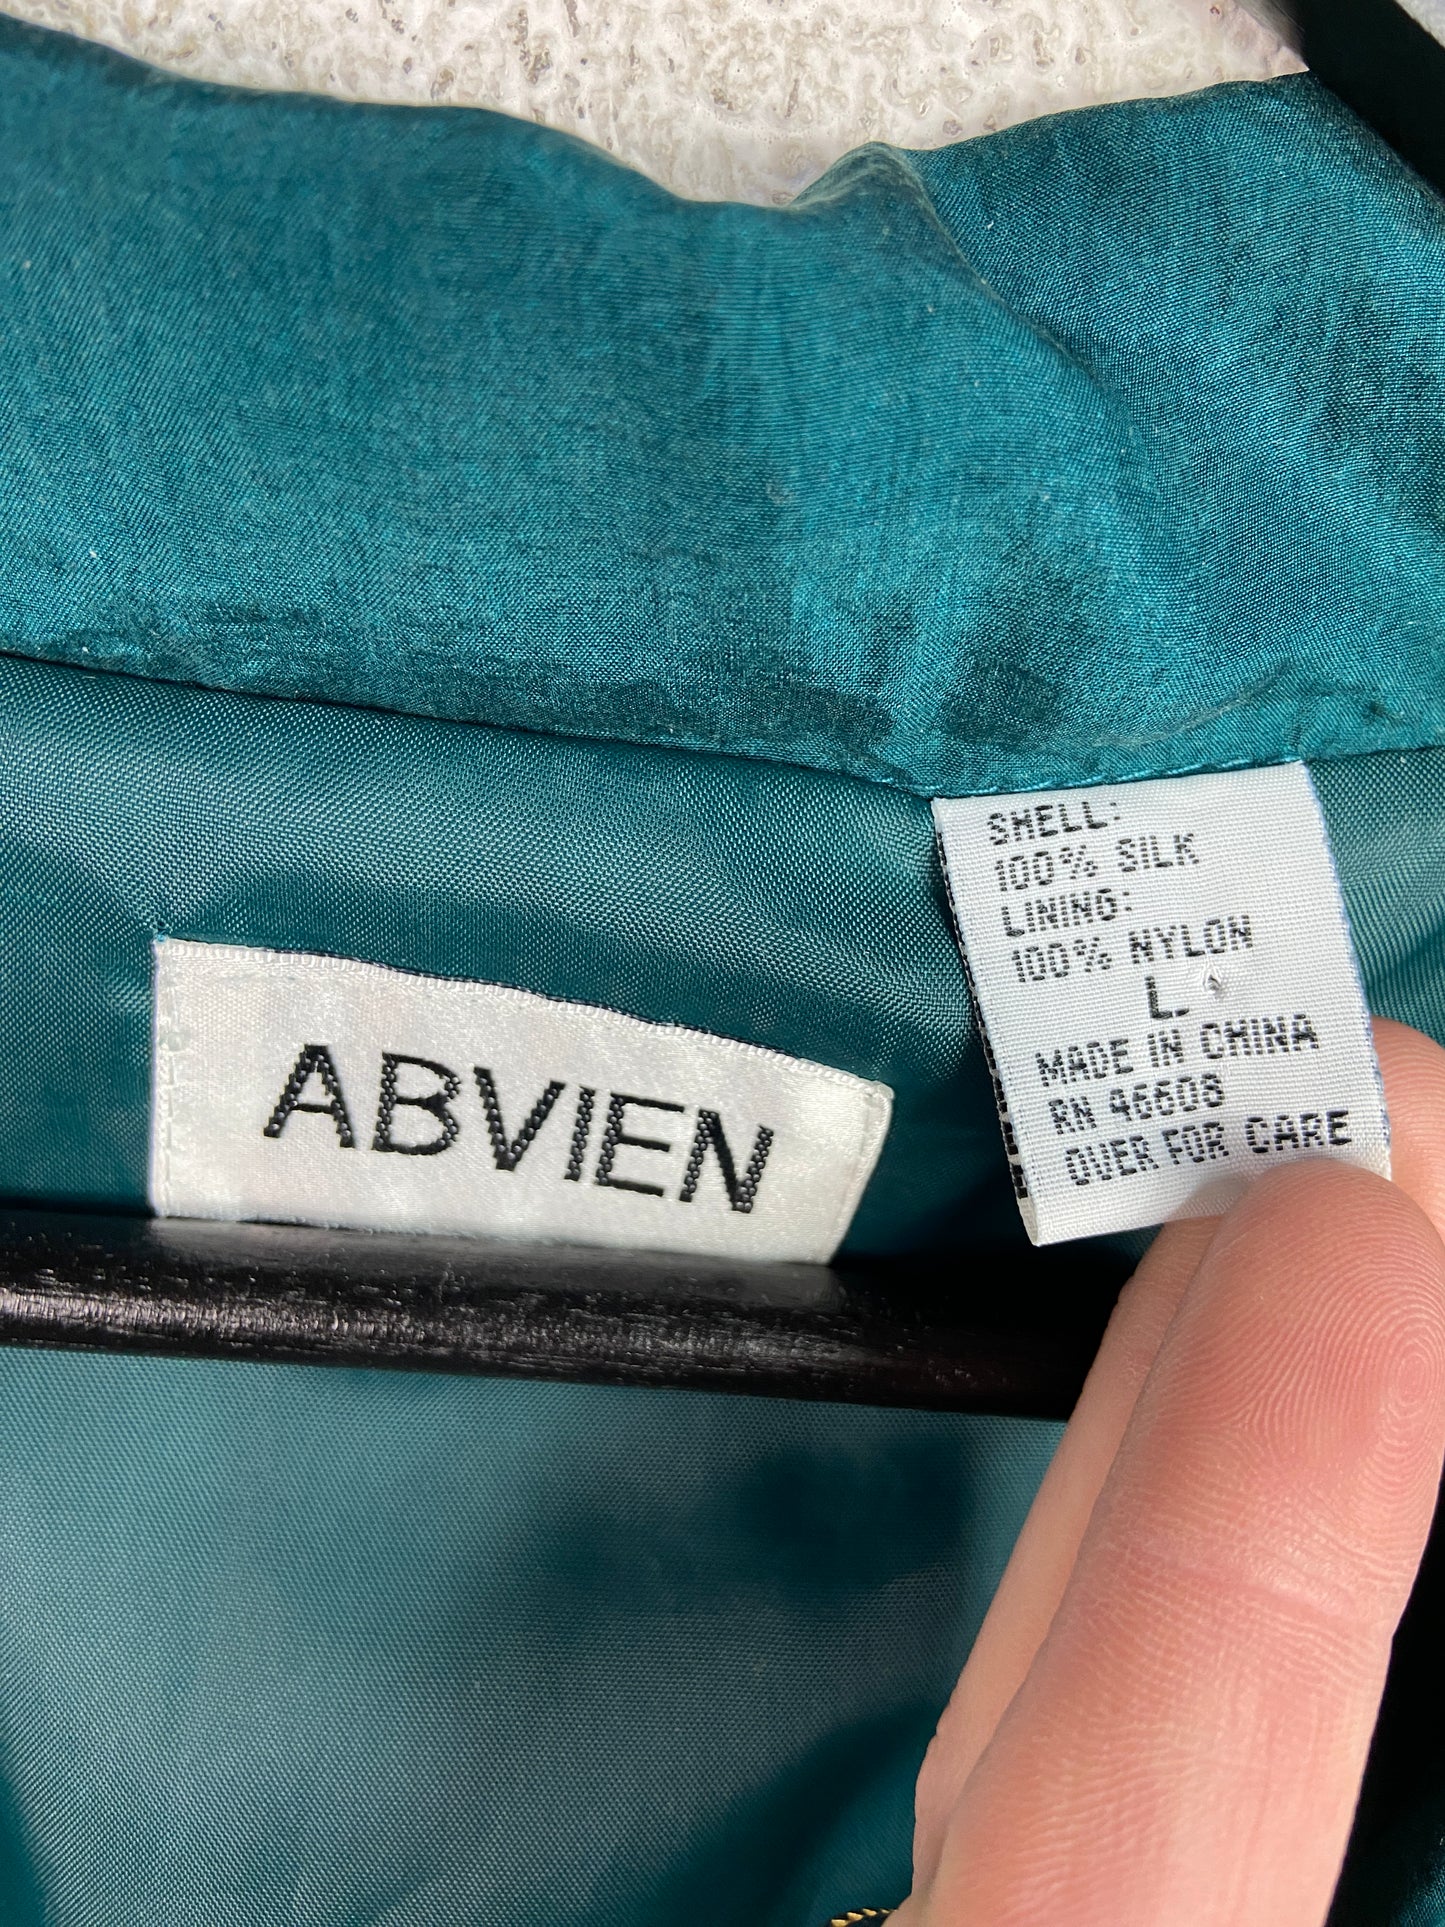 ABVIEN
SHELL:
100% SILK
LINING:
100% NYLON
L.
MADE IN CHINA
RN 46608
OVER FOR CARE